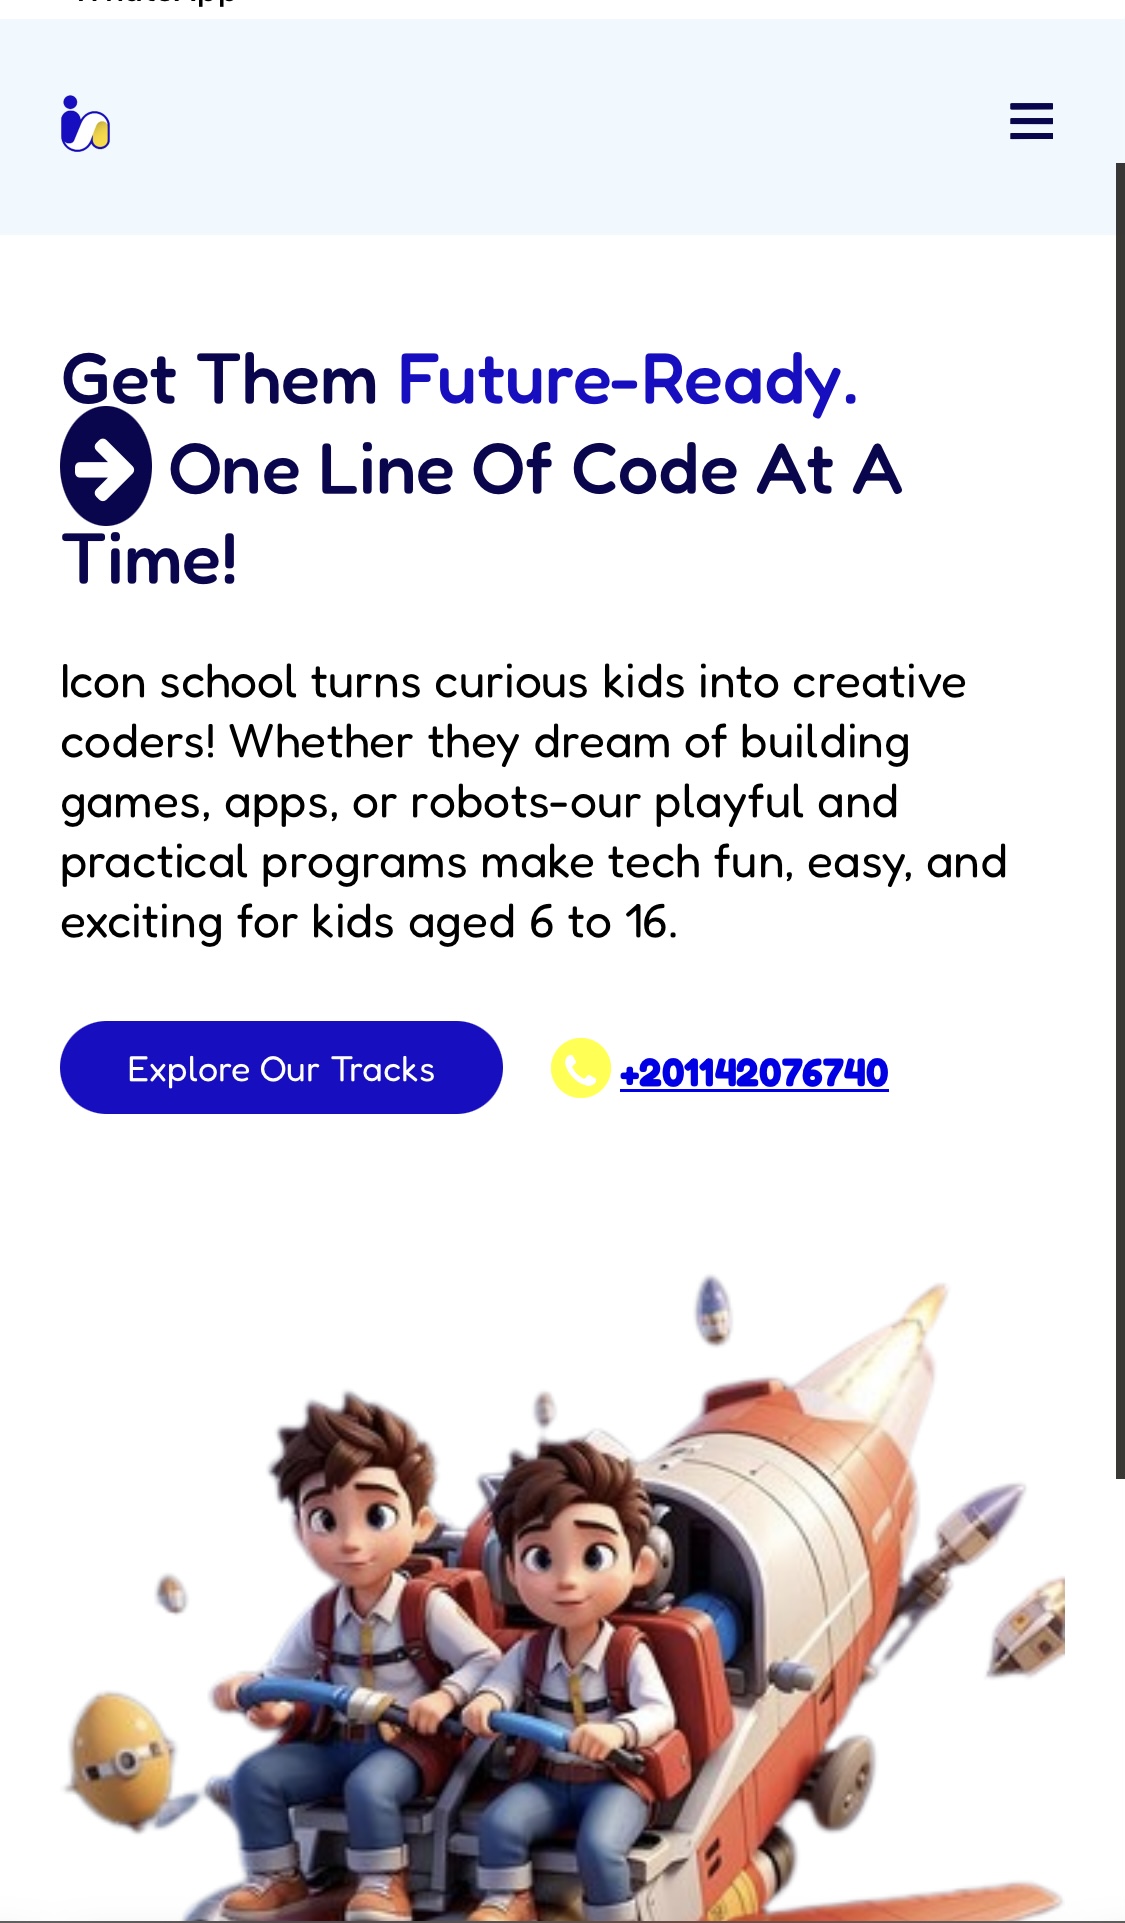 WhatsApp
Get Them Future-Ready.
One Line Of Code At A
Time!
Icon school turns curious kids into creative
coders! Whether they dream of building
games, apps, or robots-our playful and
practical programs make tech fun, easy, and
exciting for kids aged 6 to 16.
Explore Our Tracks
+201142076740